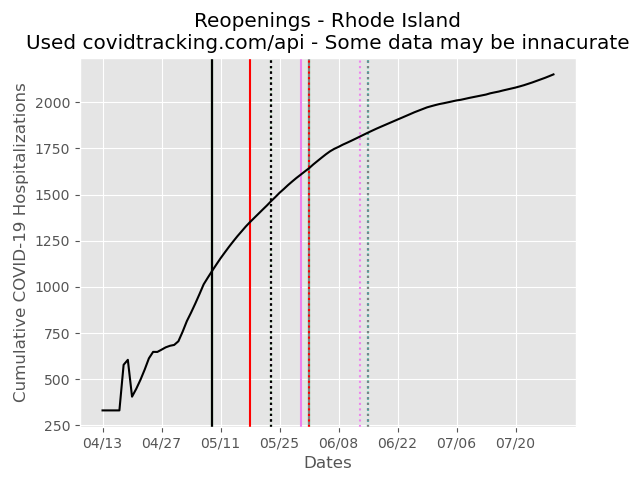 Reopenings - Rhode Island
Used covidtracking.com/api - Some data may be innacurate
Cumulative COVID-19 Hospitalizations
2000
1750
1500
1250
1000
750
500
250
04/13 04/27 05/11 05/25 06/08 06/22 07/06 07/20
Dates